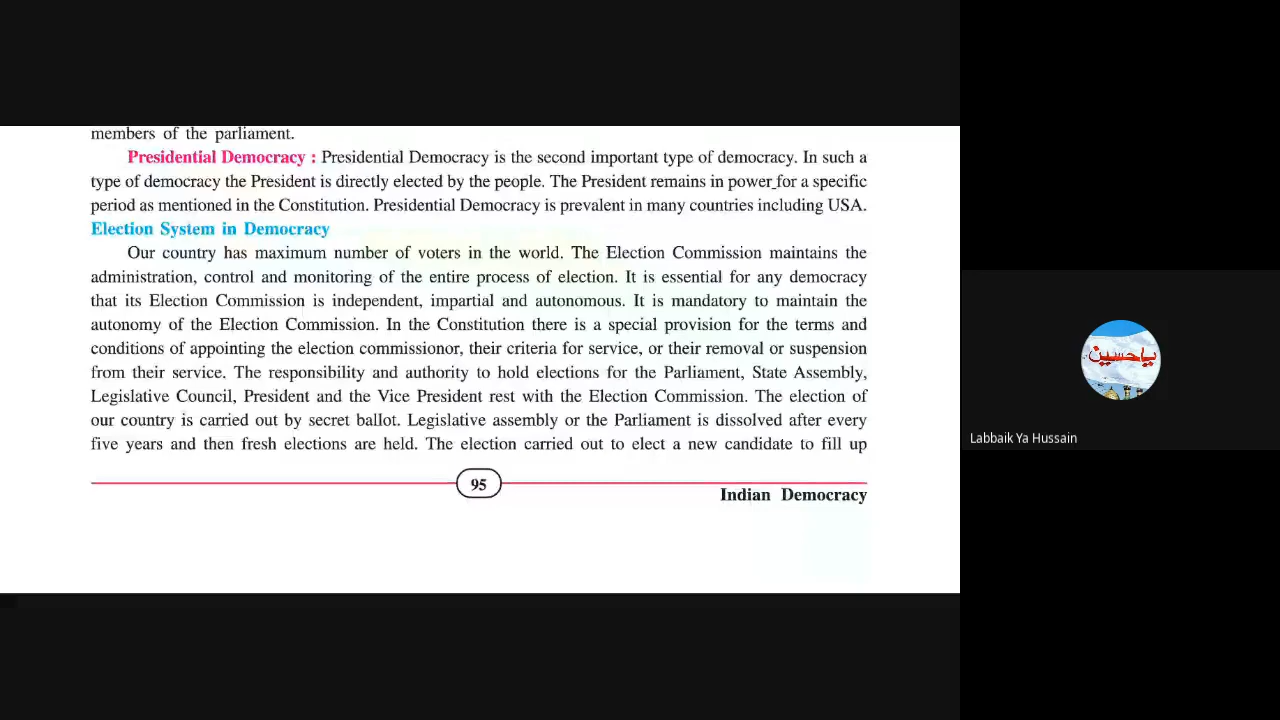 members of the parliament.
Presidential Democracy : Presidential Democracy is the second important type of democracy. In such a
type of democracy the President is directly elected by the people. The President remains in power for a specific
period as mentioned in the Constitution. Presidential Democracy is prevalent in many countries including USA.
Election System in Democracy
Our country has maximum number of voters in the world. The Election Commission maintains the
administration, control and monitoring of the entire process of election. It is essential for any democracy
that its Election Commission is independent, impartial and autonomous. It is mandatory to maintain the
autonomy of the Election Commission. In the Constitution there is a special provision for the terms and
conditions of appointing the election commissionor, their criteria for service, or their removal or suspension
from their service. The responsibility and authority to hold elections for the Parliament, State Assembly,
Legislative Council, President and the Vice President rest with the Election Commission. The election of
our country is carried out by secret ballot. Legislative assembly or the Parliament is dissolved after every
five years and then fresh elections are held. The election carried out to elect a new candidate to fill up
95
Indian Democracy
ياحسين
Labbaik Ya Hussain